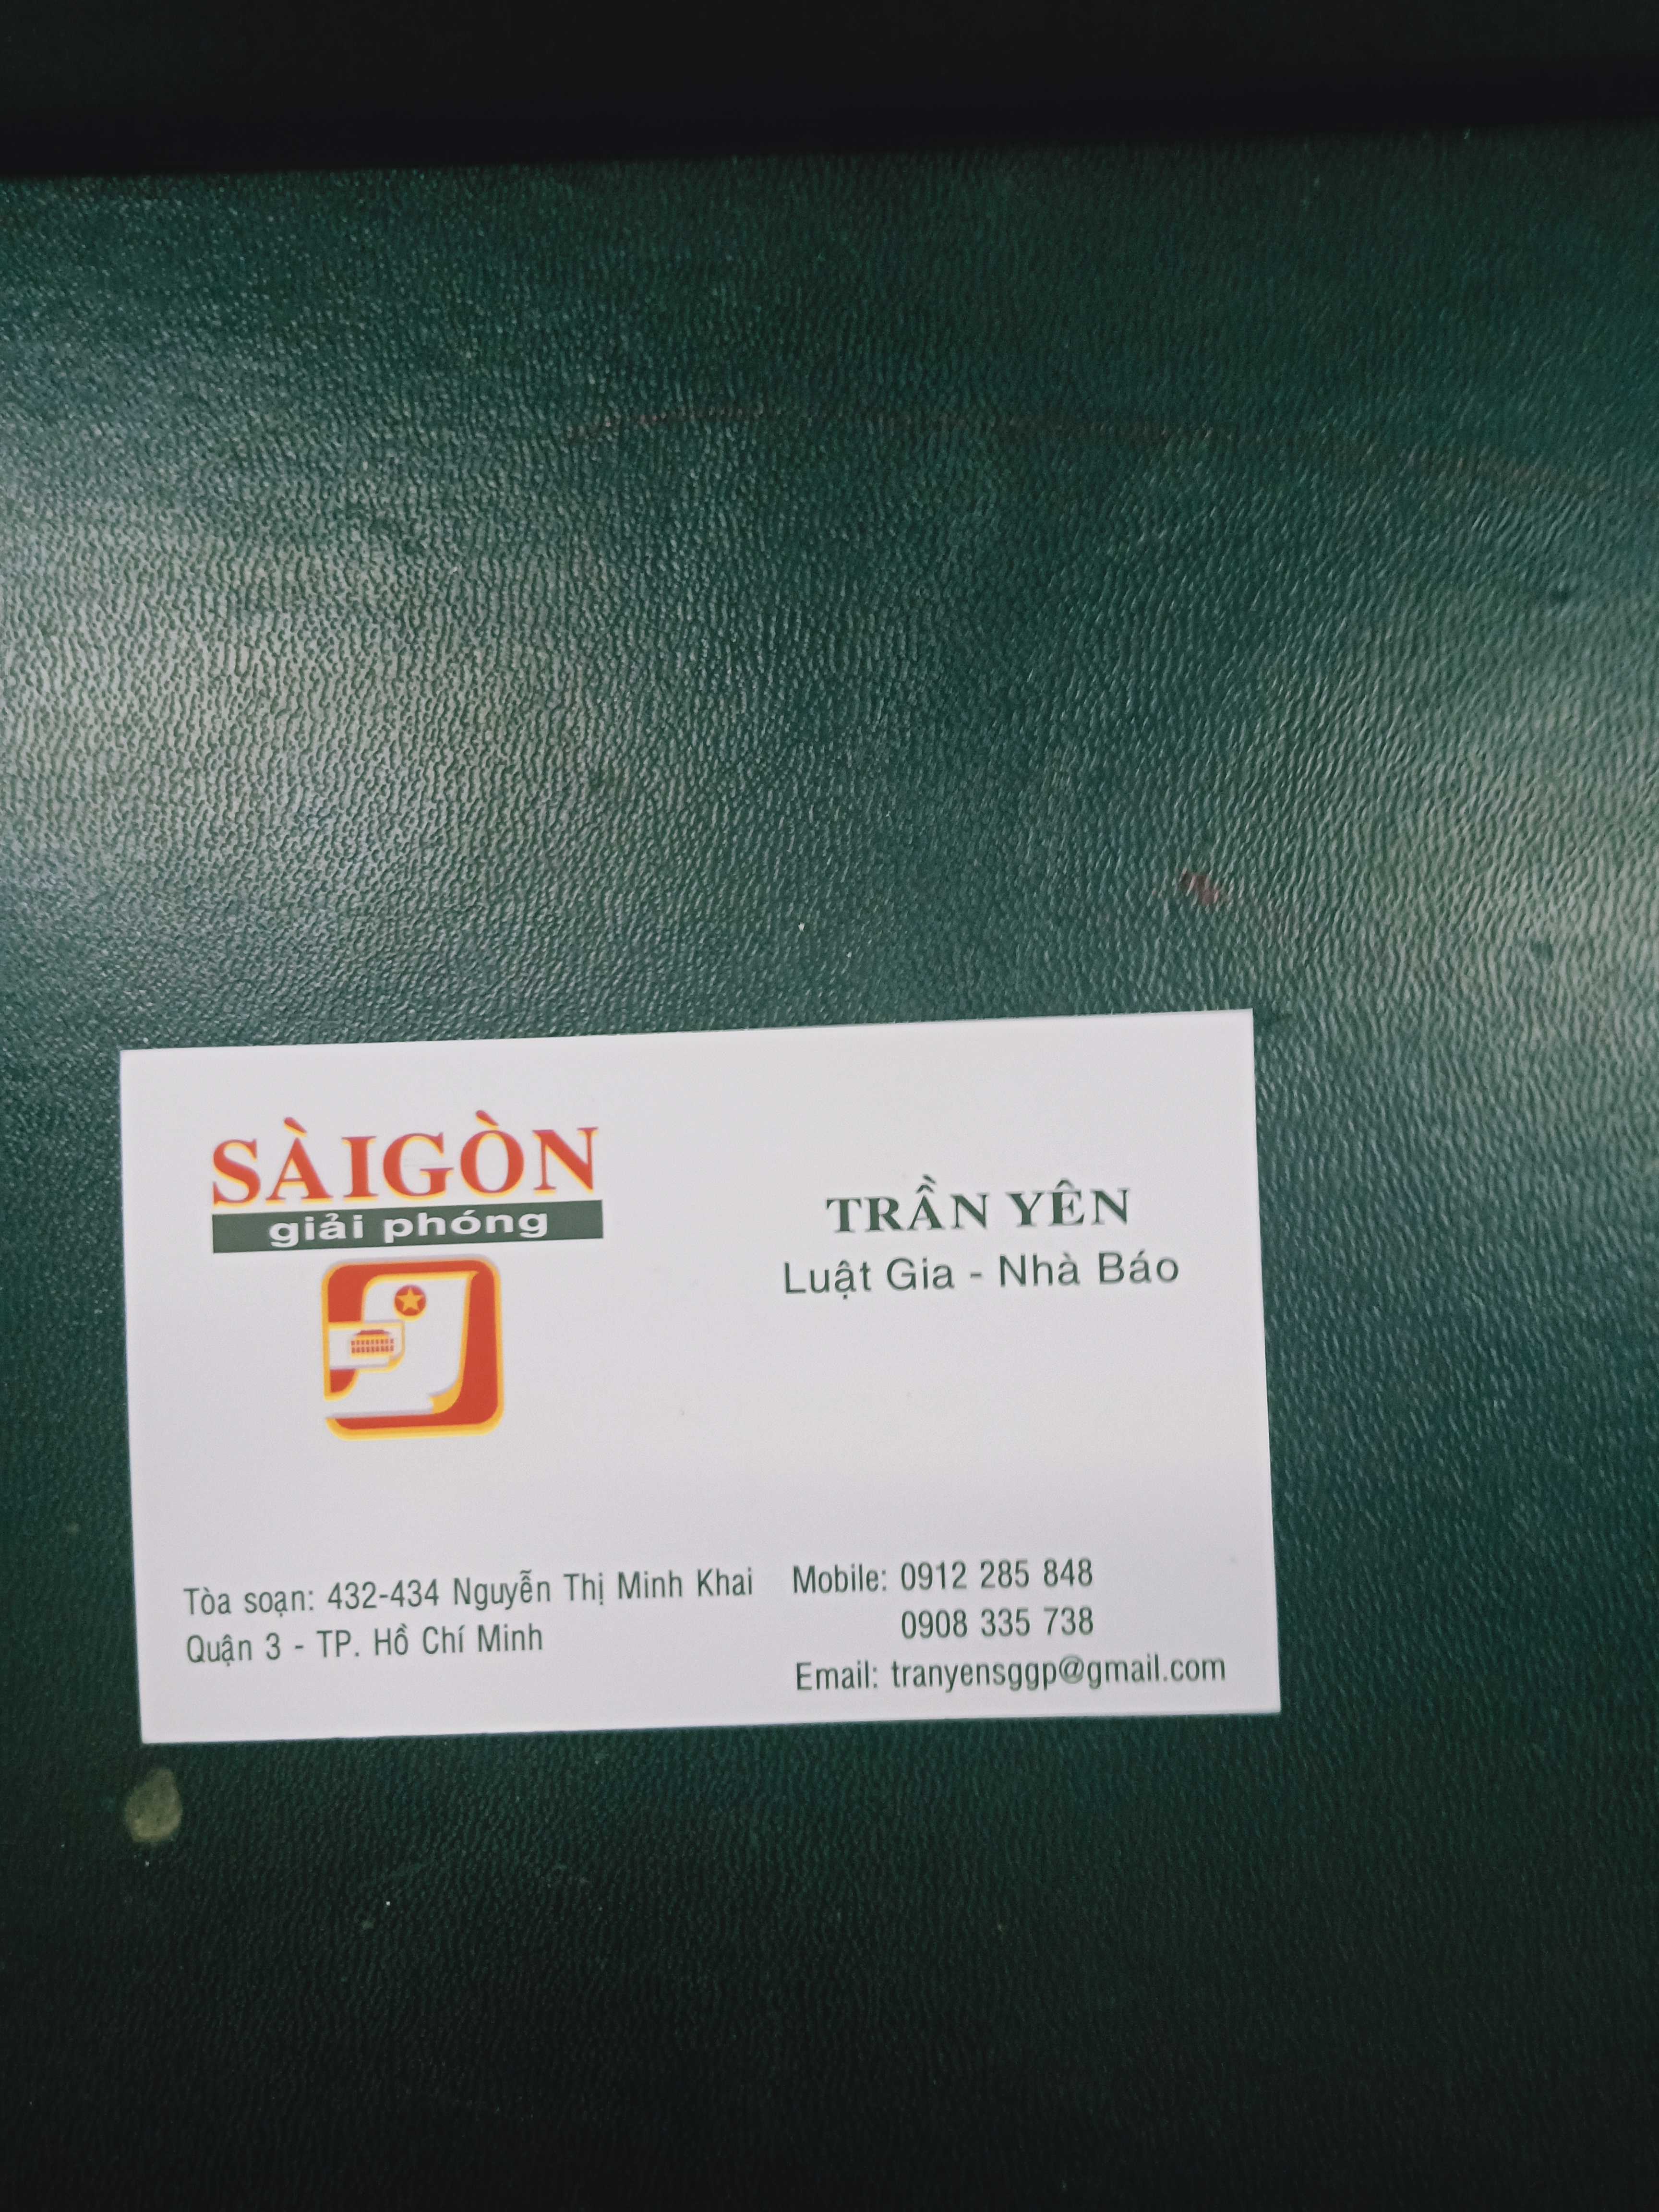 SÀIGÒN
giải phóng
TRẦN YÊN
Luật Gia - Nhà Báo
Tòa soạn: 432-434 Nguyễn Thị Minh Khai
Quận 3 - TP. Hồ Chí Minh
Mobile: 0912 285 848
0908 335 738
Email: tranyensggp@gmail.com